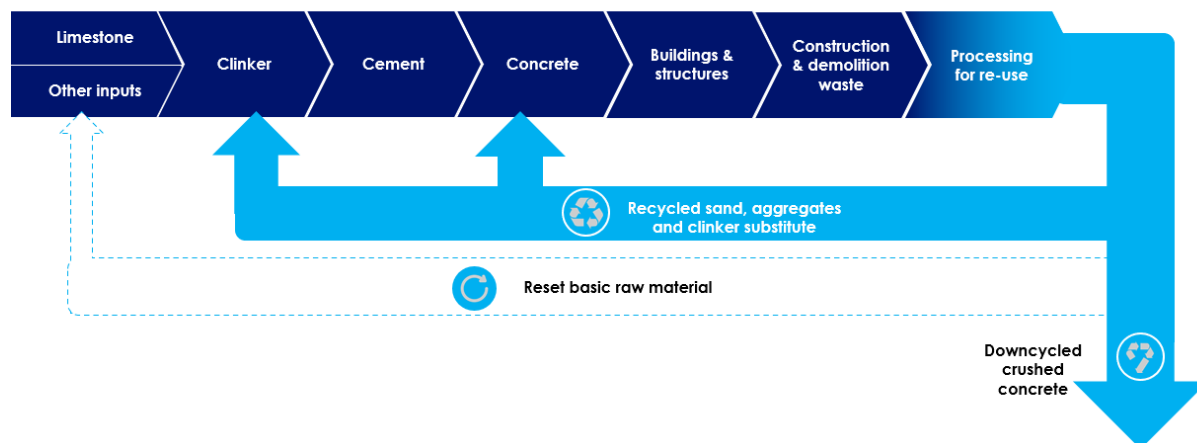 Limestone
Other inputs
Clinker
Cement
Concrete
Buildings &
structures
Construction
& demolition
waste
Processing
for re-use
Recycled sand, aggregates
and clinker substitute
Reset basic raw material
Downcycled
crushed
concrete